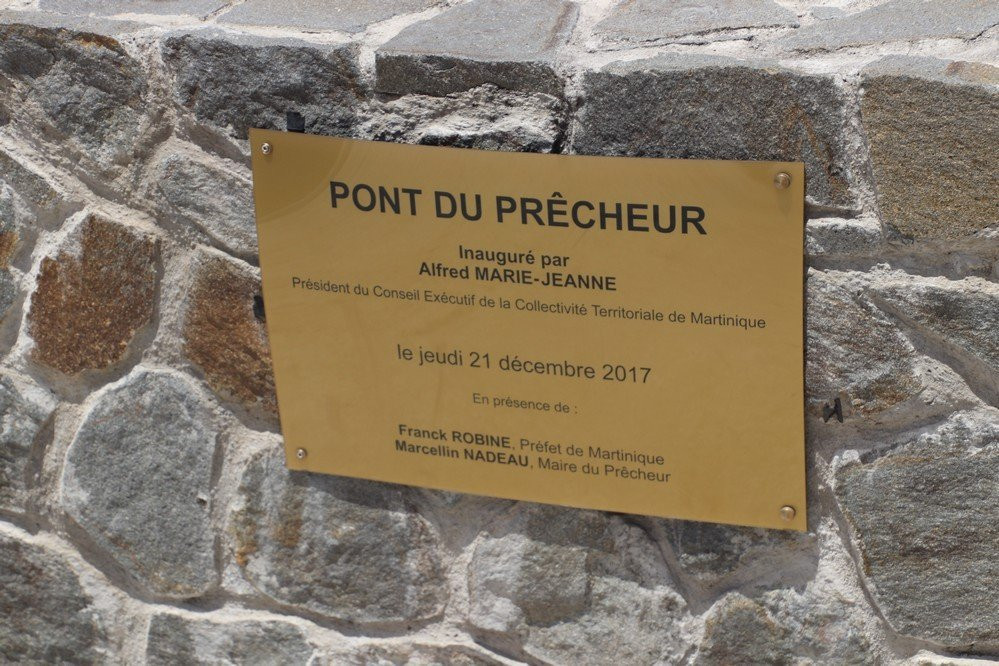 PONT DU PRÊCHEUR
Inauguré par
Alfred MARIE-JEANNE
Président du Conseil Exécutif de la Collectivité Territoriale de Martinique
le jeudi 21 décembre 2017
En présence de :
Franck ROBINE, Préfet de Martinique
Marcellin NADEAU, Maire du Prêcheur